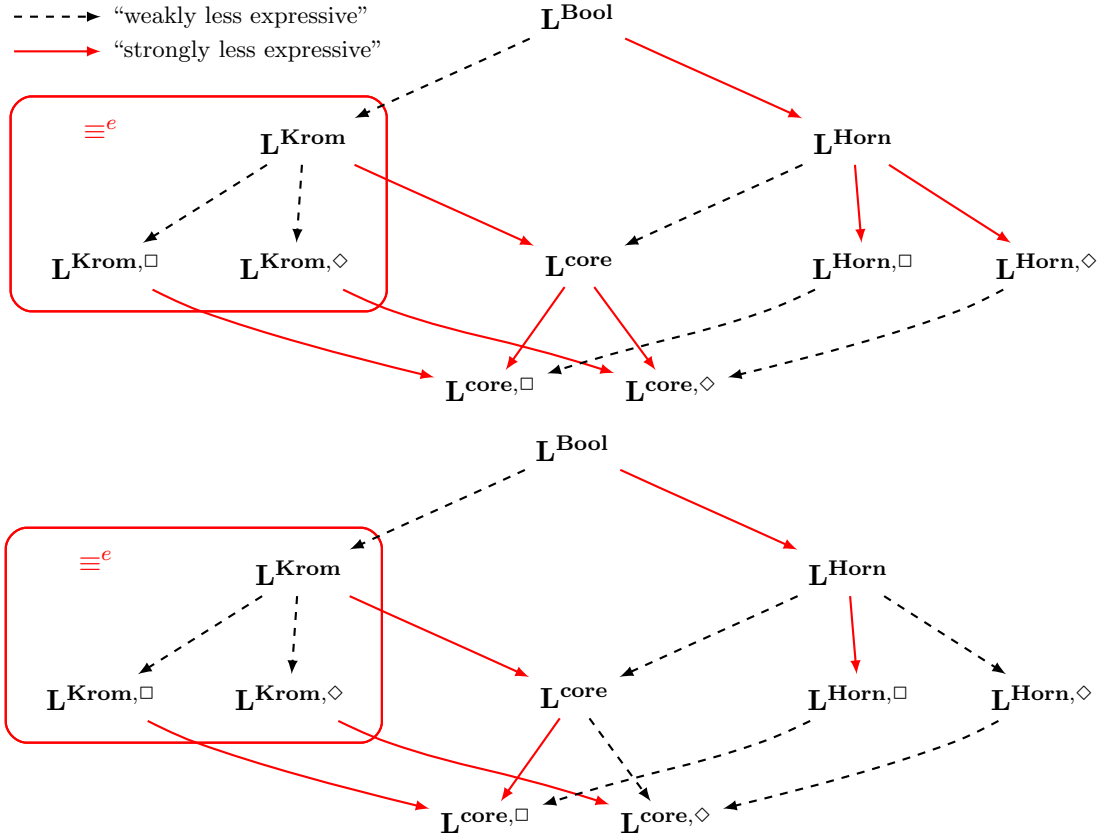 “weakly less expressive”
“strongly less expressive”
L^Bool
≡^e
L^Krom
L^Horn
L^Krom,□ L^Krom,◇ L^core L^Horn,□ L^Horn,◇
L^core,□ L^core,◇
L^Bool
≡^e
L^Krom L^Horn
L^Krom,□ L^Krom,◇ L^core L^Horn,□ L^Horn,◇
L^core,□ L^core,◇